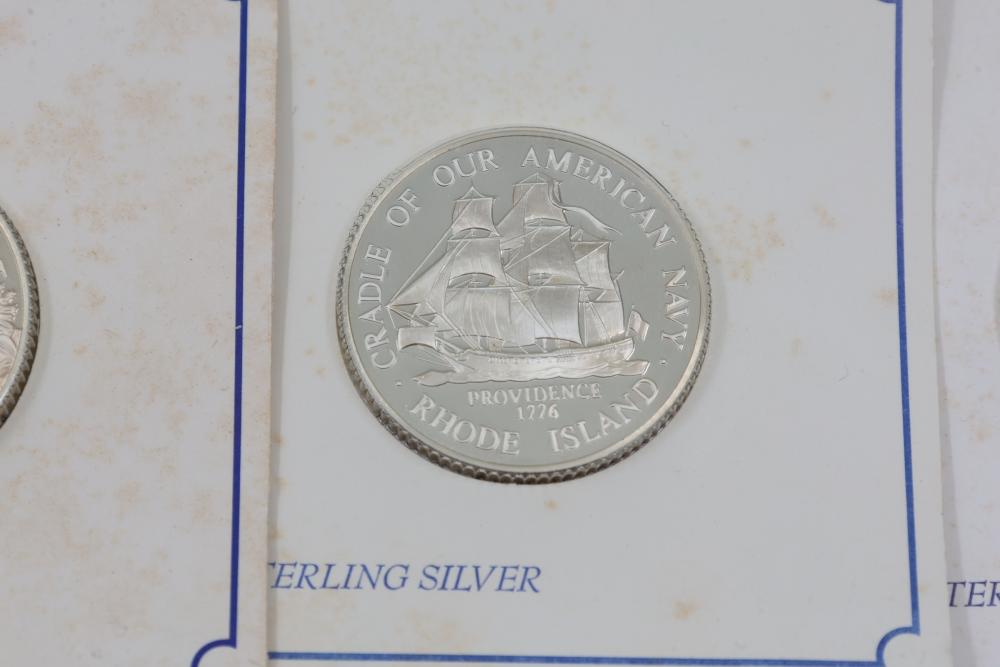 CRADLE OF OUR AMERICAN NAVY
PROVIDENCE
1776
RHODE ISLAND
TERLING SILVER
TER